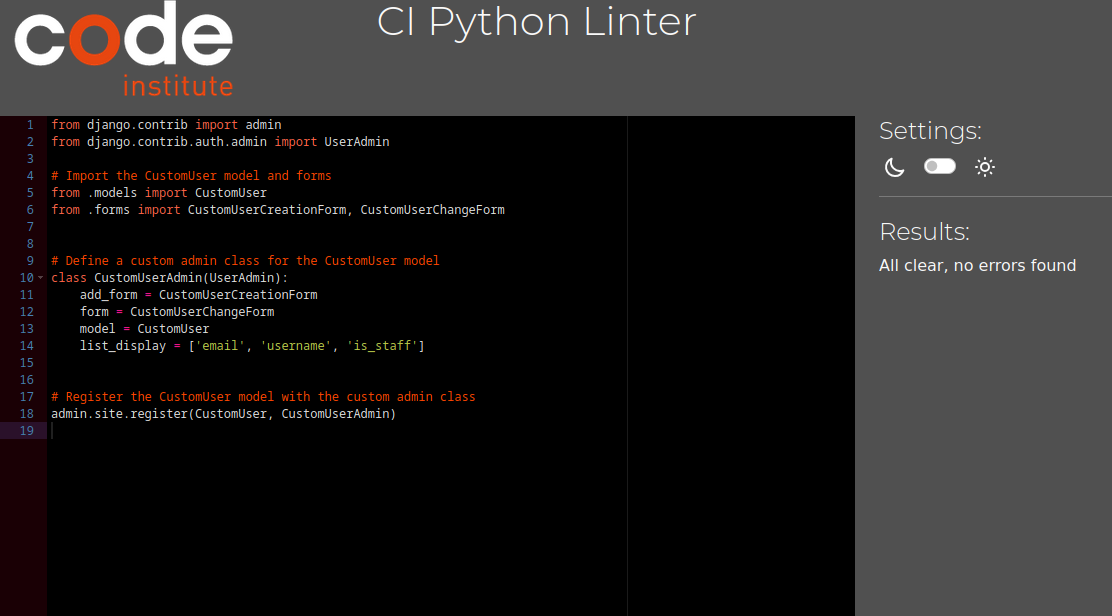 code
institute
CI Python Linter
1 from django.contrib import admin
2 from django.contrib.auth.admin import UserAdmin
3
4 # Import the CustomUser model and forms
5 from .models import CustomUser
6 from .forms import CustomUserCreationForm, CustomUserChangeForm
7
8
9 # Define a custom admin class for the CustomUser model
10 class CustomUserAdmin(UserAdmin):
11     add_form = CustomUserCreationForm
12     form = CustomUserChangeForm
13     model = CustomUser
14     list_display = ['email', 'username', 'is_staff']
15
16
17 # Register the CustomUser model with the custom admin class
18 admin.site.register(CustomUser, CustomUserAdmin)
19
Settings:
Results:
All clear, no errors found